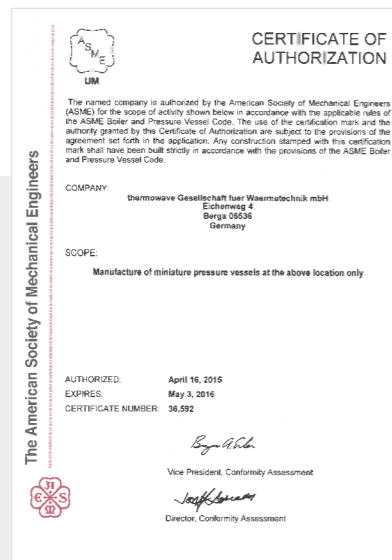 ASME
UM
CERTIFICATE OF
AUTHORIZATION
The named company is authorized by the American Society of Mechanical Engineers
(ASME) for the scope of activity shown below in accordance with the applicable rules of
the ASME Boiler and Pressure Vessel Code. The use of the certification mark and the
authority granted by this Certificate of Authorization are subject to the provisions of the
agreement set forth in the application. Any construction stamped with this certification
mark shall have been built strictly in accordance with the provisions of the ASME Boiler
and Pressure Vessel Code.
COMPANY:
thermowave Gesellschaft fuer Waermetechnik mbH
Eichenweg 4
Berga 06536
Germany
SCOPE:
Manufacture of miniature pressure vessels at the above location only
AUTHORIZED: April 16, 2015
EXPIRES: May 3, 2016
CERTIFICATE NUMBER: 36,592
Vice President, Conformity Assessment
Director, Conformity Assessment
The American Society of Mechanical Engineers